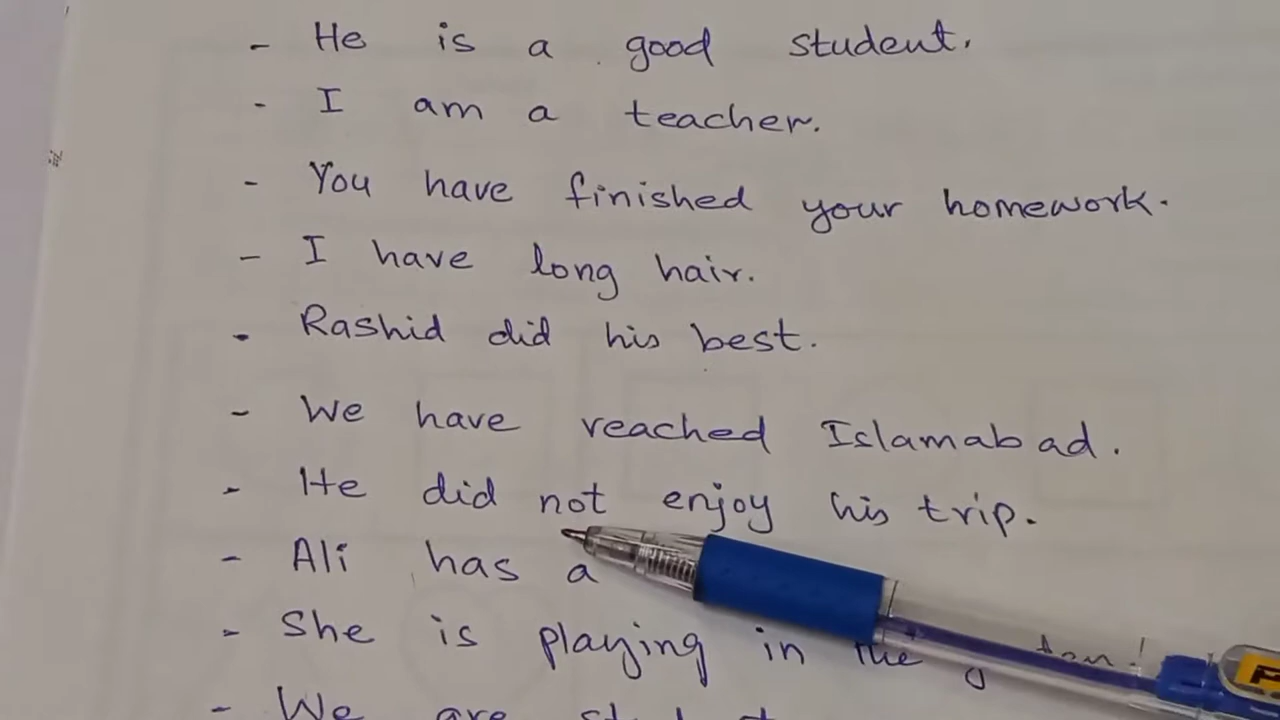 - He is a good student.
- I am a teacher.
- You have finished your homework.
- I have long hair.
- Rashid did his best.
- We have reached Islamabad.
- He did not enjoy his trip.
- Ali has a
- She is playing in the
- We are